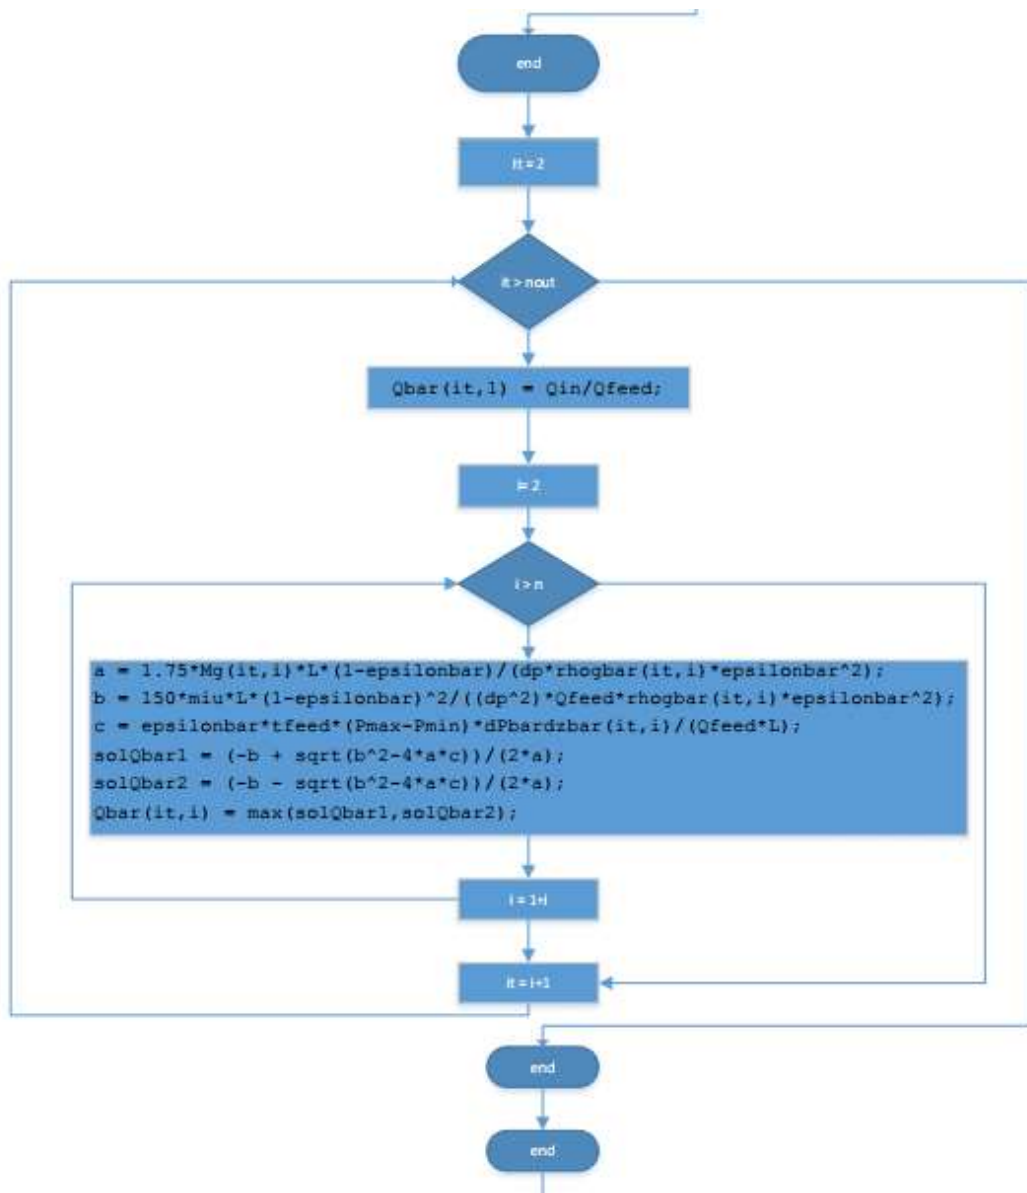 end
it = 2
it > nout
Qbar(it,1) = Qin/Qfeed;
i= 2
i > n
a = 1.75*Mg(it,i)*L*(1-epsilonbar)/(dp*rhogbar(it,i)*epsilonbar^2);
b = 150*miu*L*(1-epsilonbar)^2/((dp^2)*Qfeed*rhogbar(it,i)*epsilonbar^2);
c = epsilonbar*tfeed*(Pmax-Pmin)*dPbardzbar(it,i)/(Qfeed*L);
solQbar1 = (-b + sqrt(b^2-4*a*c))/(2*a);
solQbar2 = (-b - sqrt(b^2-4*a*c))/(2*a);
Qbar(it,i) = max(solQbar1,solQbar2);
i = 1+i
it = i+1
end
end